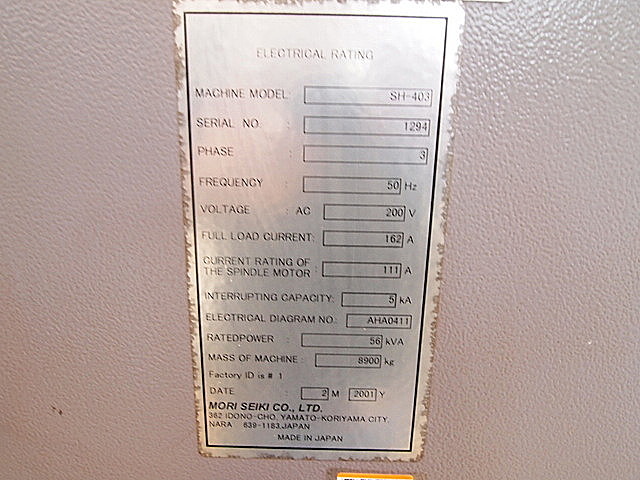 ELECTRICAL RATING
MACHINE MODEL: SH-403
SERIAL NO. : 1294
PHASE : 3
FREQUENCY : 50 Hz
VOLTAGE : AC 200 V
FULL LOAD CURRENT: 162 A
CURRENT RATING OF
THE SPINDLE MOTOR : 111 A
INTERRUPTING CAPACITY: 5 kA
ELECTRICAL DIAGRAM NO.: AHA0411
RATEDPOWER : 56 kVA
MASS OF MACHINE : 8900 kg
Factory ID is # 1
DATE : 2 M 2001 Y
MORI SEIKI CO., LTD.
362 IDONO-CHO, YAMATO-KORIYAMA CITY,
NARA 639-1183, JAPAN
MADE IN JAPAN